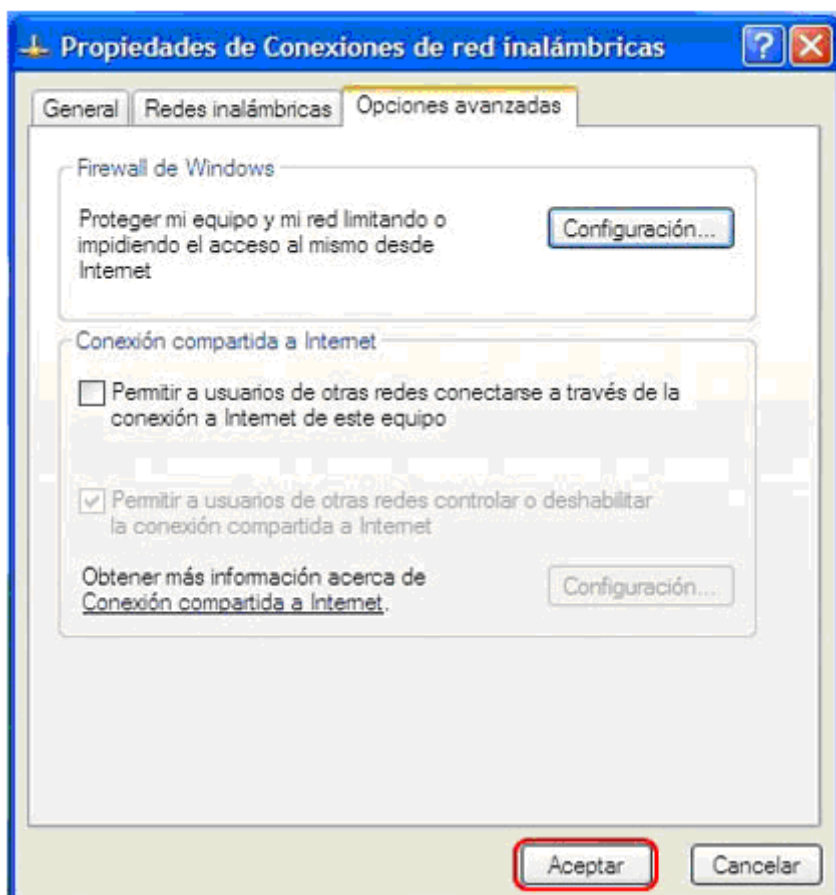 Propiedades de Conexiones de red inalámbricas
General Redes inalámbricas Opciones avanzadas
Firewall de Windows
Proteger mi equipo y mi red limitando o
impidiendo el acceso al mismo desde
Internet
Configuración...
Conexión compartida a Internet
Permitir a usuarios de otras redes conectarse a través de la
conexión a Internet de este equipo
Permitir a usuarios de otras redes controlar o deshabilitar
la conexión compartida a Internet
Obtener más información acerca de
Conexión compartida a Internet.
Configuración...
Aceptar Cancelar